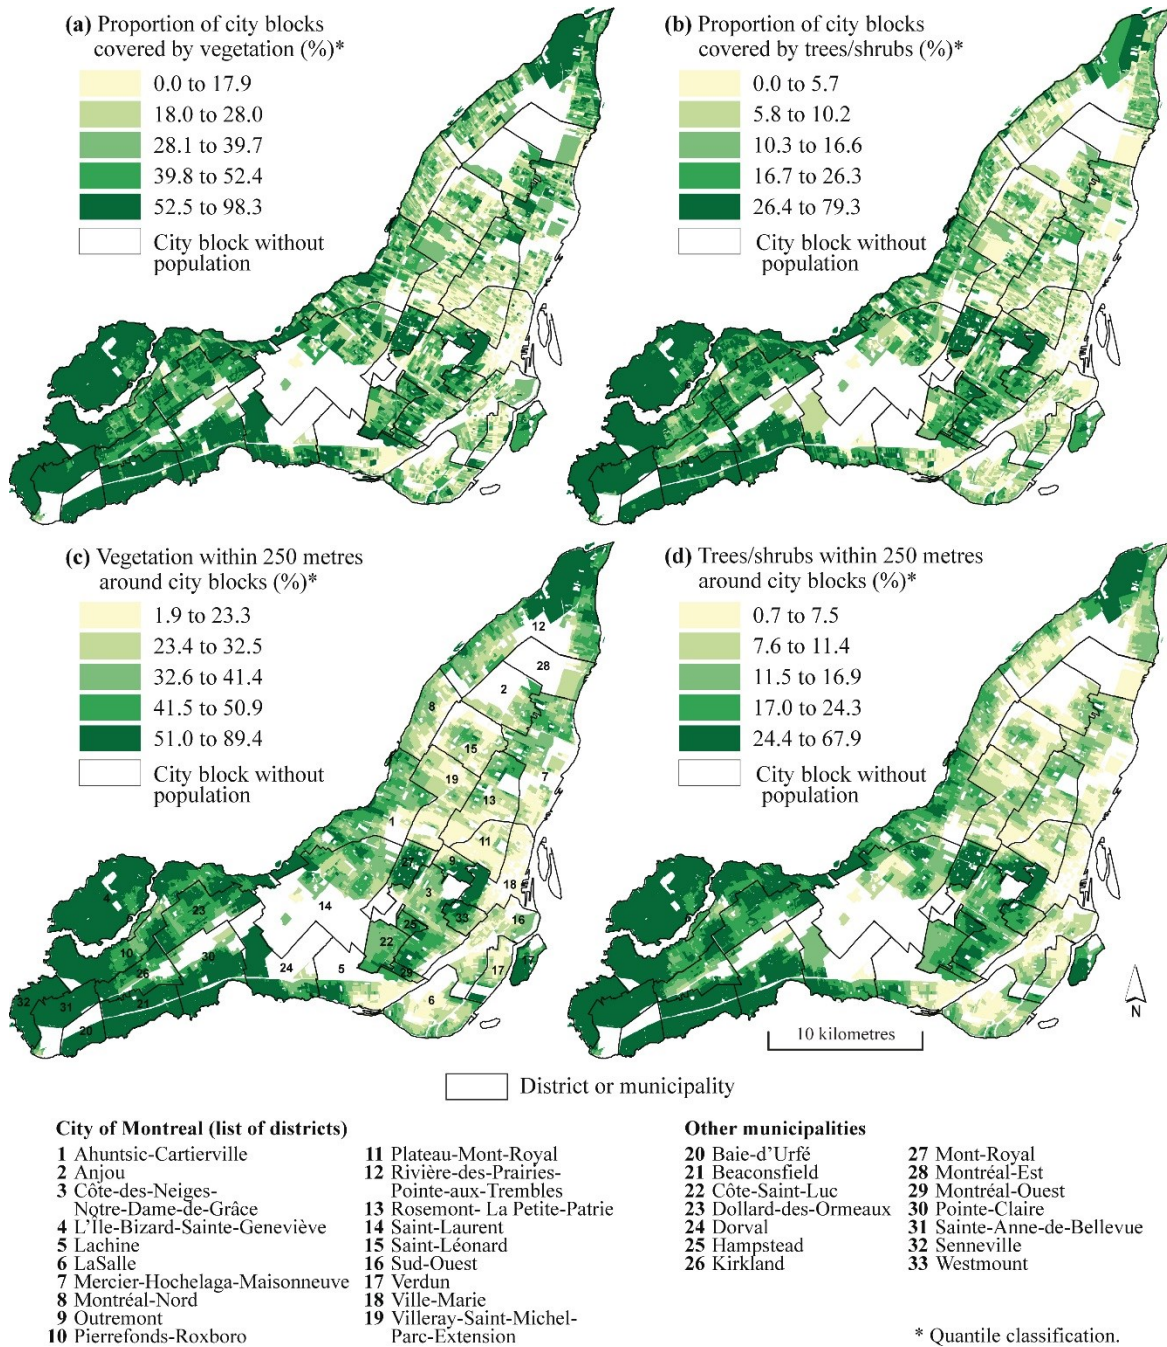 (a) Proportion of city blocks
covered by vegetation (%)*
0.0 to 17.9
18.0 to 28.0
28.1 to 39.7
39.8 to 52.4
52.5 to 98.3
City block without
population
(b) Proportion of city blocks
covered by trees/shrubs (%)*
0.0 to 5.7
5.8 to 10.2
10.3 to 16.6
16.7 to 26.3
26.4 to 79.3
City block without
population
(c) Vegetation within 250 metres
around city blocks (%)*
1.9 to 23.3
23.4 to 32.5
32.6 to 41.4
41.5 to 50.9
51.0 to 89.4
City block without
population
12
28
2
8
15
19
7
13
1
11
27
9
18
3
4
14
33
23
25
16
22
10
30
17
17
26
24
5
29
32
31
21
6
20
(d) Trees/shrubs within 250 metres
around city blocks (%)*
0.7 to 7.5
7.6 to 11.4
11.5 to 16.9
17.0 to 24.3
24.4 to 67.9
City block without
population
N
10 kilometres
District or municipality
City of Montreal (list of districts)
1 Ahuntsic-Cartierville
2 Anjou
3 Côte-des-Neiges-
Notre-Dame-de-Grâce
4 L'Île-Bizard-Sainte-Geneviève
5 Lachine
6 LaSalle
7 Mercier-Hochelaga-Maisonneuve
8 Montréal-Nord
9 Outremont
10 Pierrefonds-Roxboro
11 Plateau-Mont-Royal
12 Rivière-des-Prairies-
Pointe-aux-Trembles
13 Rosemont- La Petite-Patrie
14 Saint-Laurent
15 Saint-Léonard
16 Sud-Ouest
17 Verdun
18 Ville-Marie
19 Villeray-Saint-Michel-
Parc-Extension
Other municipalities
20 Baie-d'Urfé
21 Beaconsfield
22 Côte-Saint-Luc
23 Dollard-des-Ormeaux
24 Dorval
25 Hampstead
26 Kirkland
27 Mont-Royal
28 Montréal-Est
29 Montréal-Ouest
30 Pointe-Claire
31 Sainte-Anne-de-Bellevue
32 Senneville
33 Westmount
* Quantile classification.